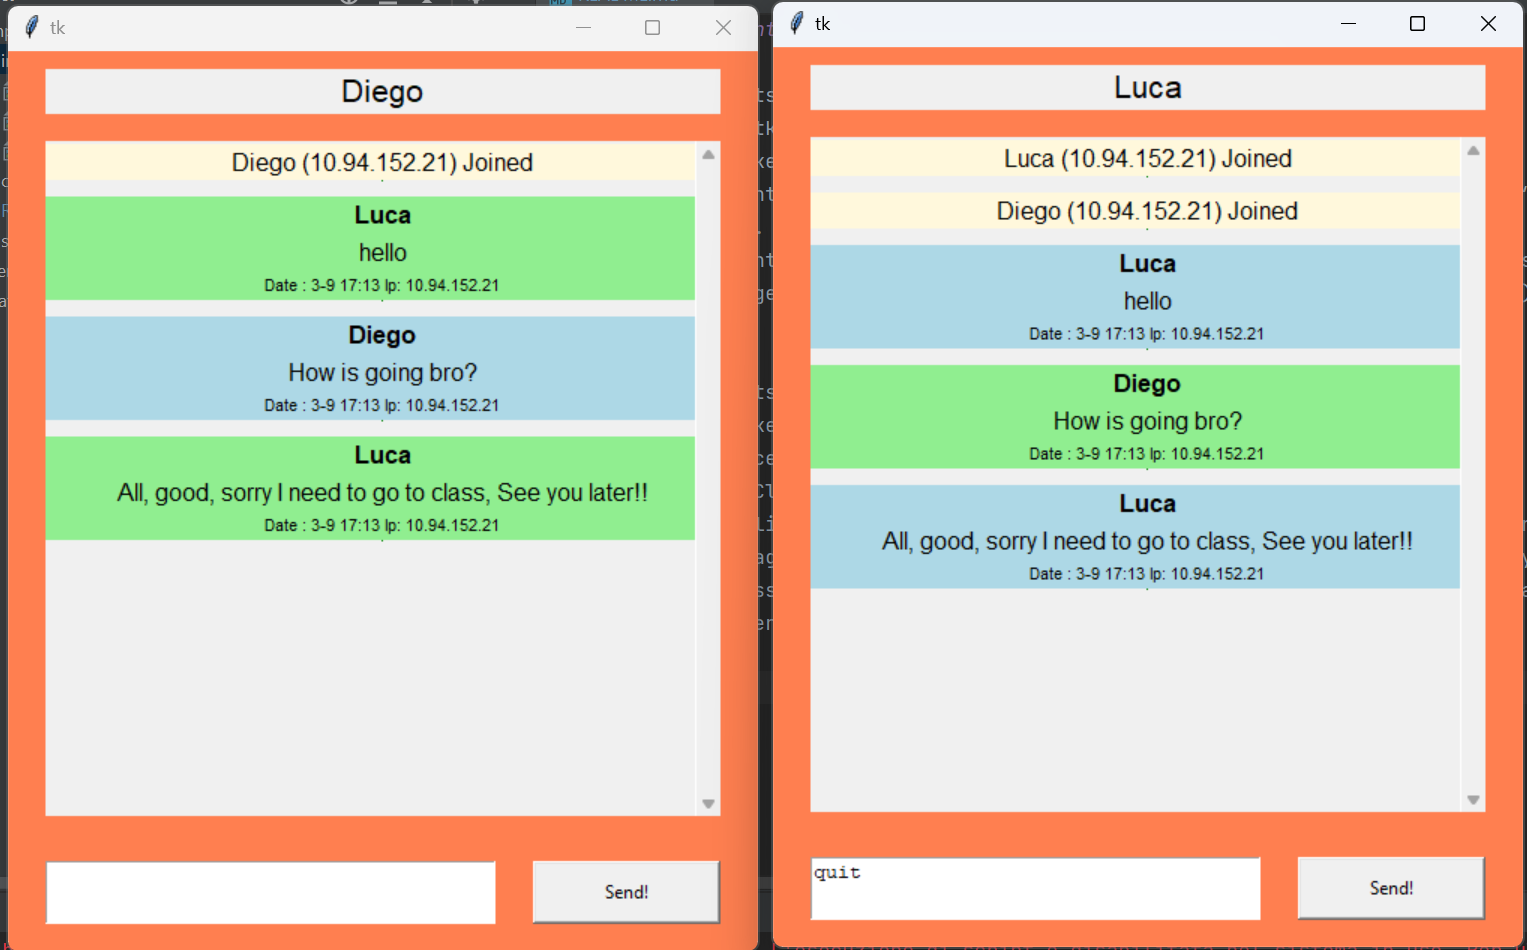 tk
Diego
Diego (10.94.152.21) Joined
Luca
hello
Date : 3-9 17:13 Ip: 10.94.152.21
Diego
How is going bro?
Date : 3-9 17:13 Ip: 10.94.152.21
Luca
All, good, sorry I need to go to class, See you later!!
Date : 3-9 17:13 Ip: 10.94.152.21
Send!
tk
Luca
Luca (10.94.152.21) Joined
Diego (10.94.152.21) Joined
Luca
hello
Date : 3-9 17:13 Ip: 10.94.152.21
Diego
How is going bro?
Date : 3-9 17:13 Ip: 10.94.152.21
Luca
All, good, sorry I need to go to class, See you later!!
Date : 3-9 17:13 Ip: 10.94.152.21
quit
Send!